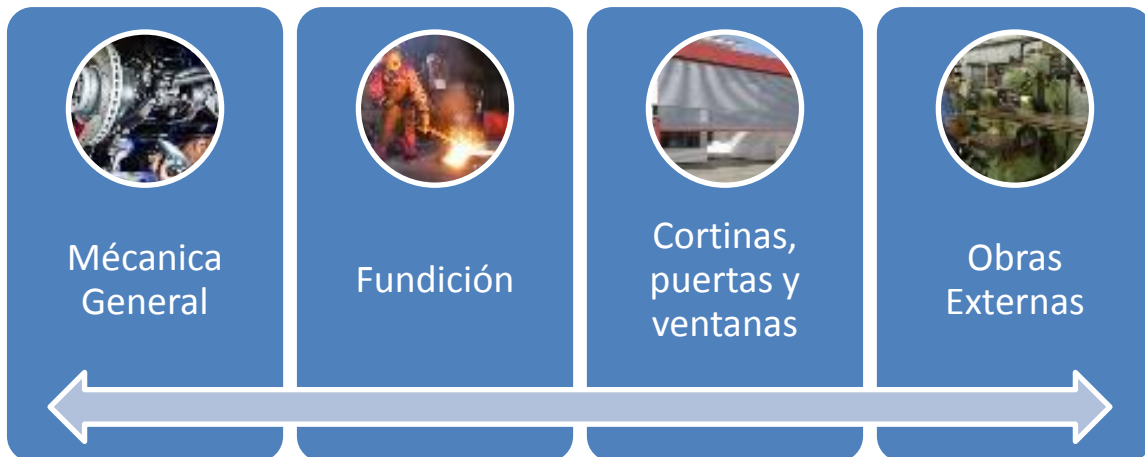 Mécanica
General
Fundición
Cortinas,
puertas y
ventanas
Obras
Externas